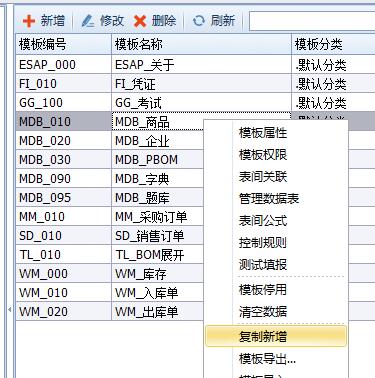 新增 修改 删除 刷新
模板编号 模板名称 模板分类
ESAP_000 ESAP_关于 .默认分类
FI_010 FI_凭证 .默认分类
GG_100 GG_考试 .默认分类
MDB_010 MDB_商品 .默认分类
MDB_020 MDB_企业
MDB_030 MDB_PBOM
MDB_090 MDB_字典
MDB_095 MDB_题库
MM_010 MM_采购订单
SD_010 SD_销售订单
TL_010 TL_BOM展开
WM_000 WM_库存
WM_010 WM_入库单
WM_020 WM_出库单
模板属性
模板权限
表间关联
管理数据表
表间公式
控制规则
测试填报
模板停用
清空数据
复制新增
模板导出...